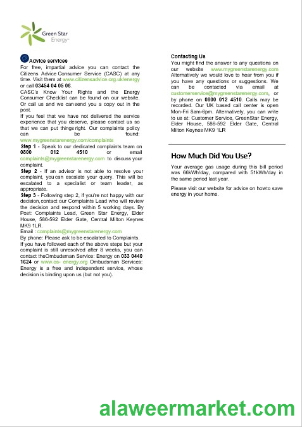 Green Star
Energy
Advice services
For free, impartial advice you can contact the
Citizens Advice Consumer Service (CASC) at any
time. Visit them at www.citizensadvice.org.uk/energy
or call 03454 04 05 06.
CASC's Know Your Rights and the Energy
Consumer Checklist can be found on our website.
Or call us and we can send you a copy out in the
post.
If you feel that we have not delivered the service
experience that you deserve, please contact us so
that we can put things right. Our complaints policy
can be found:
www.mygreenstarenergy.com/complaints
Step 1 - Speak to our dedicated complaints team on
0800 012 4510 email
complaints@mygreenstarenergy.com to discuss your
complaint.
Step 2 - If an advisor is not ready to resolve your
complaint, you can escalate your query. This will be
escalated to a specialist or team leader, as
appropriate.
Step 3 - Following step 2, if you're not happy with our
decision, contact our Complaints Lead who will review
the decision and respond within 5 working days. By
Post: Complaints Lead, Green Star Energy, Elder
House, 586-592 Elder Gate, Central Milton Keynes
MK9 1LR
Email: complaints@mygreenstarenergy.com
By phone: Please ask to be escalated to Complaints
If you have followed each of the above steps but your
complaint is still unresolved after 8 weeks, you can
contact the Ombudsman Service: Energy on 033 0440
1624 or energy.org Ombudsman Services:
Energy is a free and independent service, whose
decision is binding upon us (but not you).
Contacting Us
You might find the answer to any questions on
our website www.mygreenstarenergy.com
Alternatively we would love to hear from you if
you have any questions or suggestions. We
can be contacted via email at
customerservice@mygreenstarenergy.com, or
by phone on 0800 012 4510. Calls may be
recorded. Our UK based call center is open
Mon-Fri 8am-6pm. Alternatively, you can write
to us at: Customer Service, Green Star Energy,
Elder House, 586-592 Elder Gate, Central
Milton Keynes MK9 1LR
How Much Did You Use?
Your average gas usage during this bill period
was 66kWh/day, compared with 51kWh/day in
the same period last year.
Please visit our website for advice on how to save
energy in your home.
alaweermarket.com